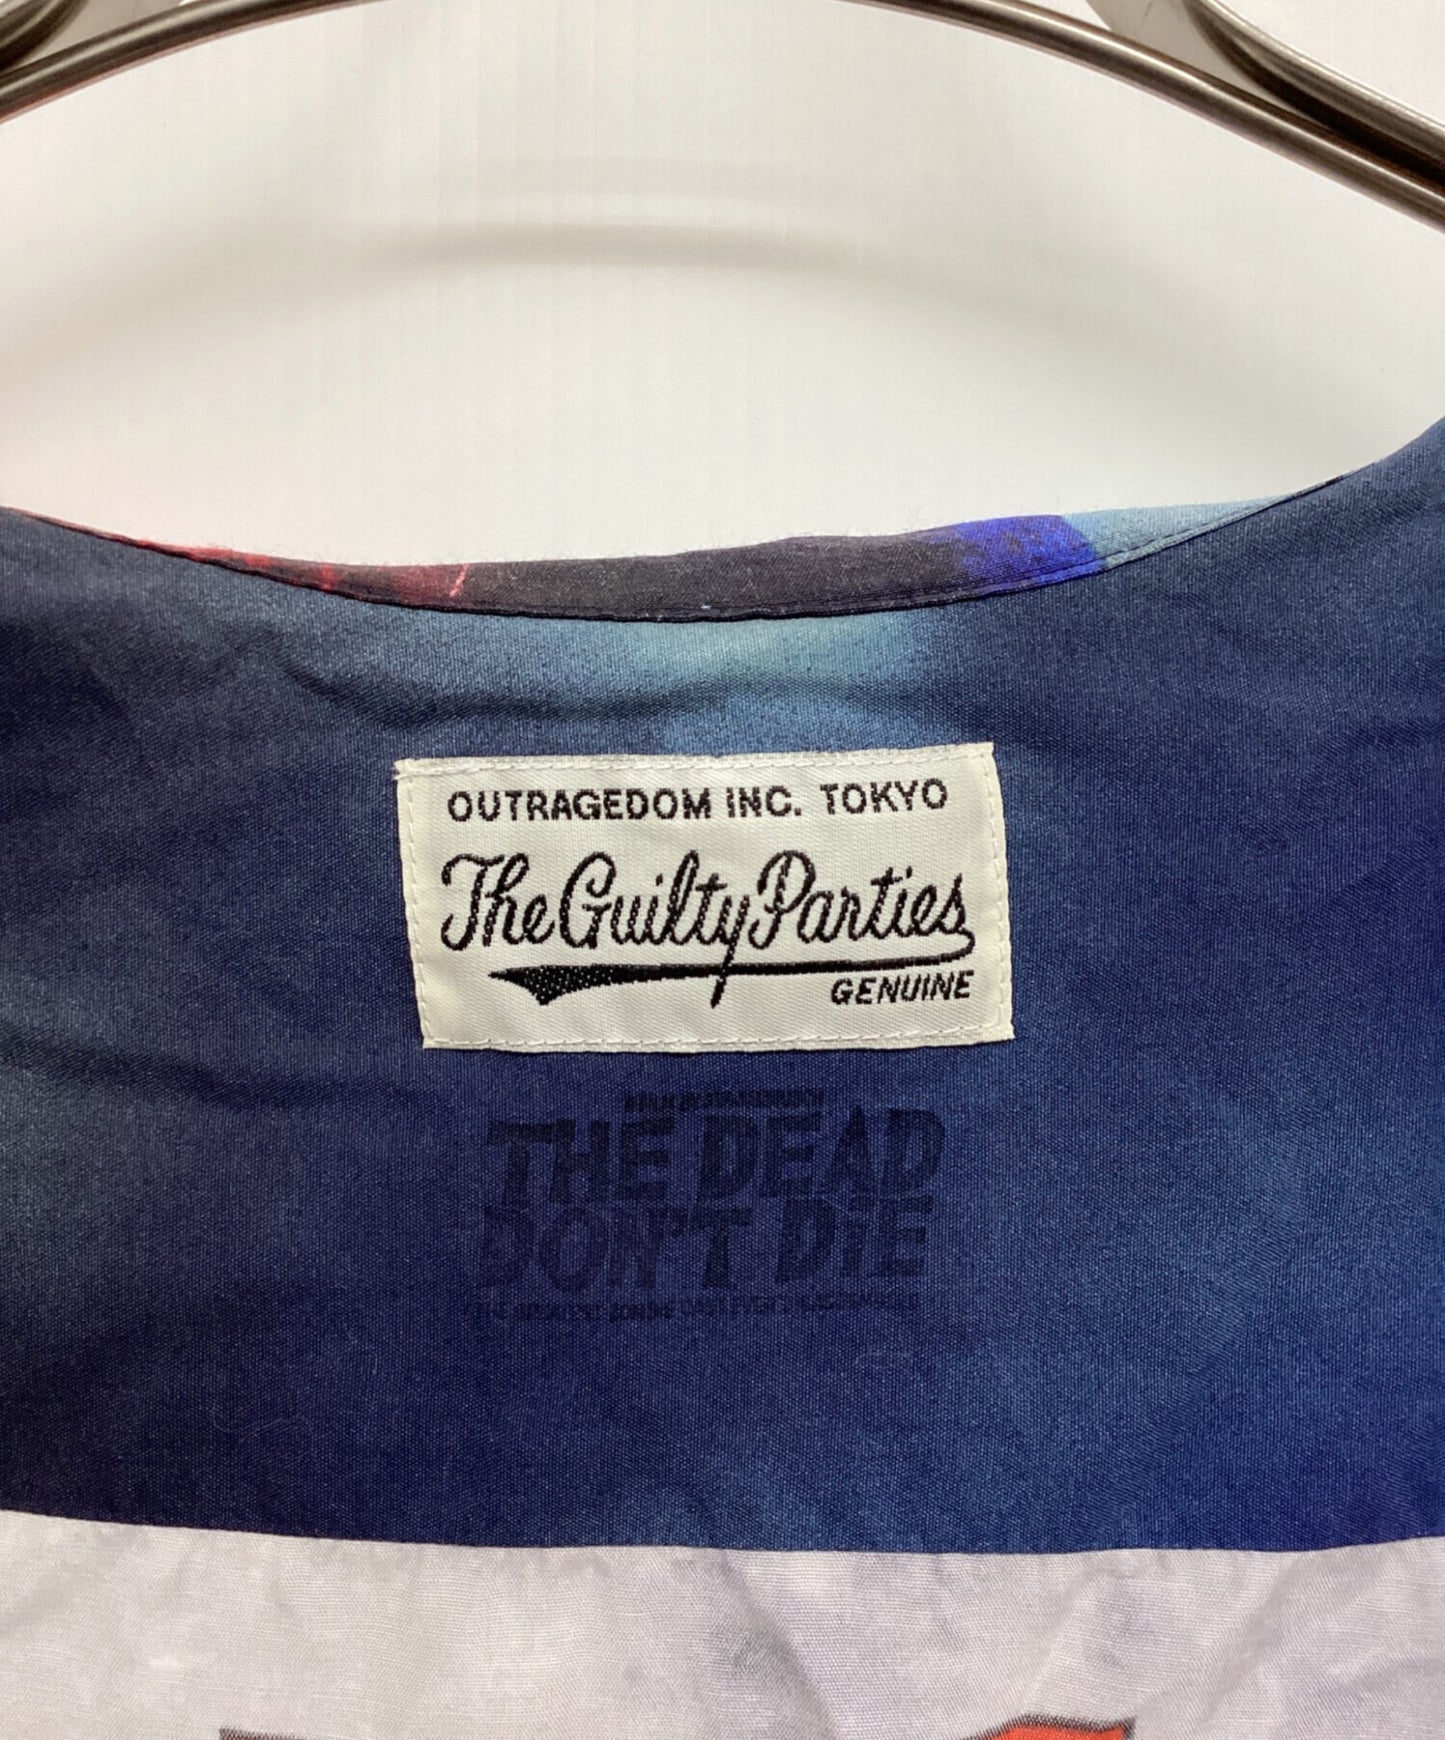 OUTRAGEDOM INC. TOKYO
The Guilty Parties
GENUINE
THE DEAD
DON'T DiE